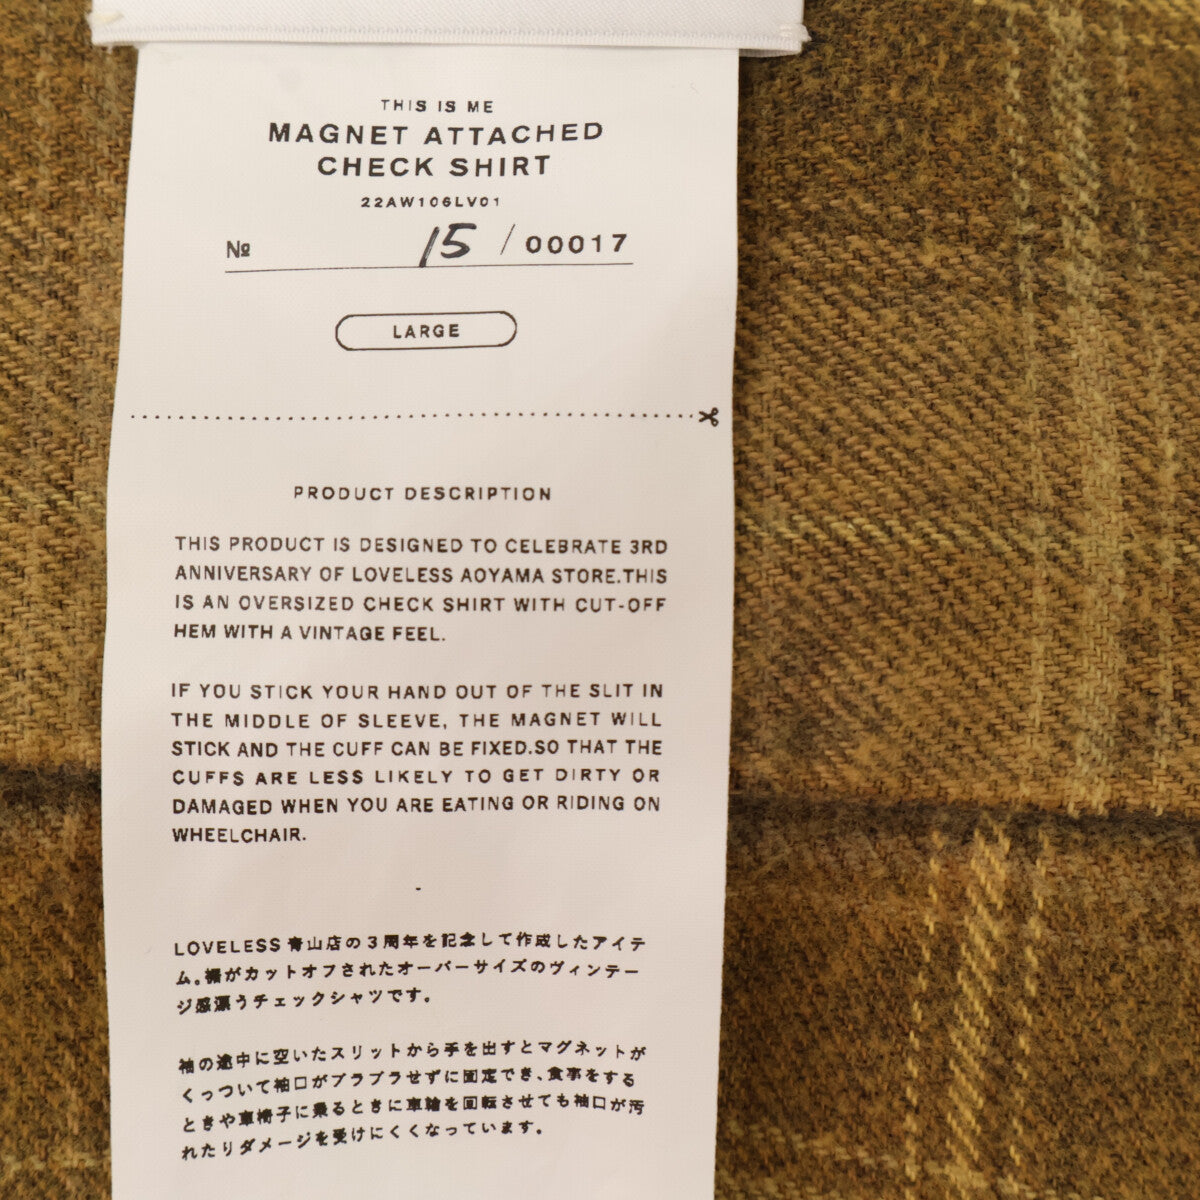 THIS IS ME
MAGNET ATTACHED
CHECK SHIRT
22AW106LV01
№ 15 / 00017
LARGE
PRODUCT DESCRIPTION
THIS PRODUCT IS DESIGNED TO CELEBRATE 3RD
ANNIVERSARY OF LOVELESS AOYAMA STORE.THIS
IS AN OVERSIZED CHECK SHIRT WITH CUT-OFF
HEM WITH A VINTAGE FEEL.
IF YOU STICK YOUR HAND OUT OF THE SLIT IN
THE MIDDLE OF SLEEVE, THE MAGNET WILL
STICK AND THE CUFF CAN BE FIXED.SO THAT THE
CUFFS ARE LESS LIKELY TO GET DIRTY OR
DAMAGED WHEN YOU ARE EATING OR RIDING ON
WHEELCHAIR.
LOVELESS 青山店の3周年を記念して作成したアイテ
ム。裾がカットオフされたオーバーサイズのヴィンテー
ジ感漂うチェックシャツです。
袖の途中に空いたスリットから手を出すとマグネットが
くっついて袖口がブラブラせずに固定でき、食事をする
ときや車椅子に乗るときに車輪を回転させても袖口が汚
れたりダメージを受けにくくなっています。